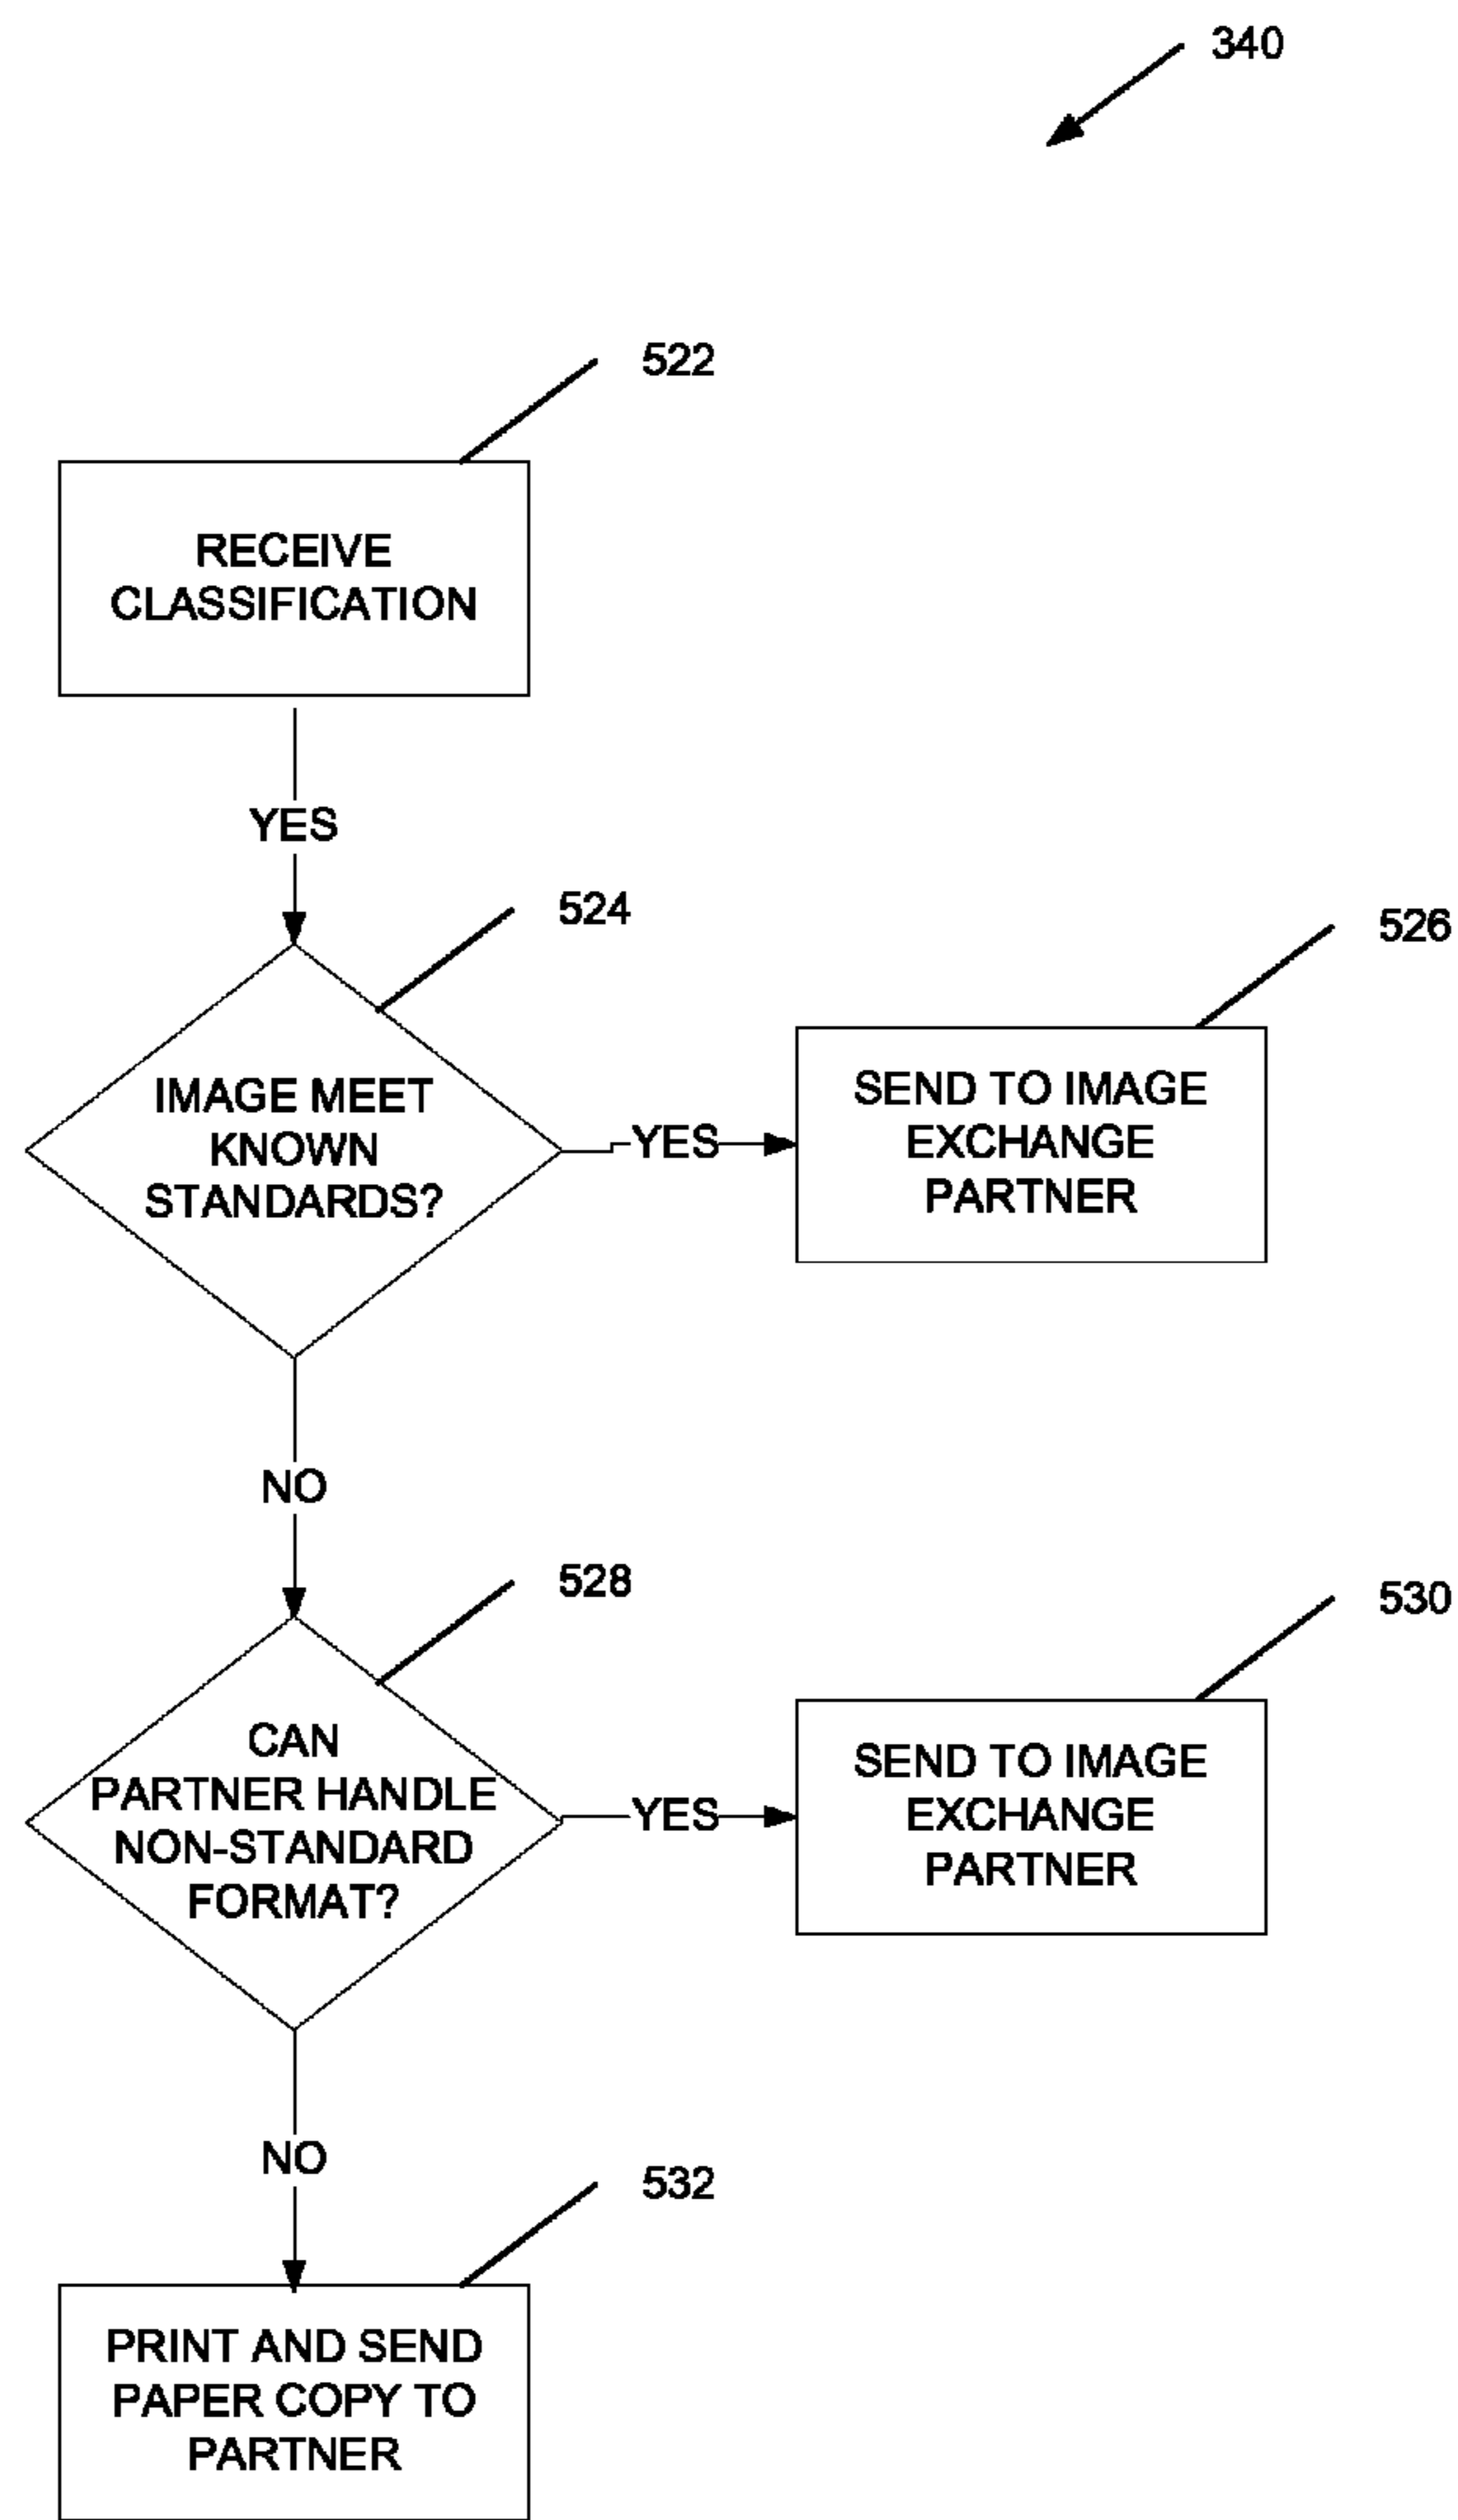 340
522
RECEIVE
CLASSIFICATION
YES
524
IMAGE MEET
KNOWN
STANDARDS?
YES
526
SEND TO IMAGE
EXCHANGE
PARTNER
NO
528
CAN
PARTNER HANDLE
NON-STANDARD
FORMAT?
YES
530
SEND TO IMAGE
EXCHANGE
PARTNER
NO
532
PRINT AND SEND
PAPER COPY TO
PARTNER